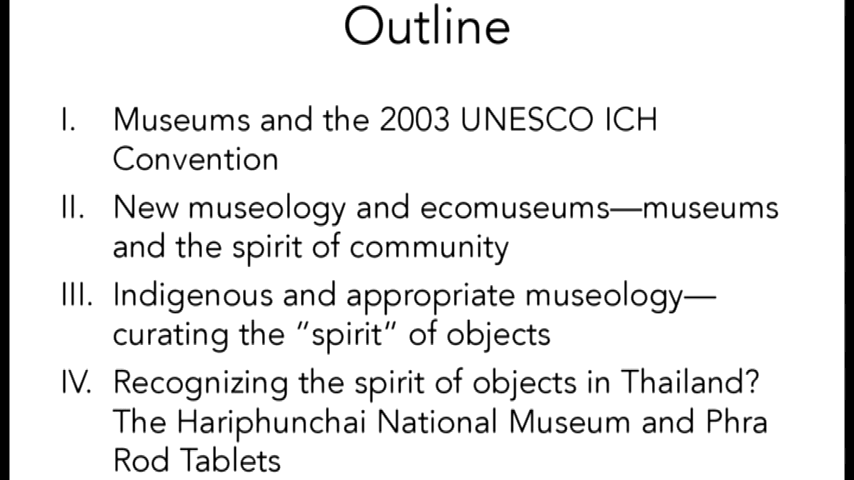 Outline
I. Museums and the 2003 UNESCO ICH
Convention
II. New museology and ecomuseums—museums
and the spirit of community
III. Indigenous and appropriate museology—
curating the "spirit" of objects
IV. Recognizing the spirit of objects in Thailand?
The Hariphunchai National Museum and Phra
Rod Tablets